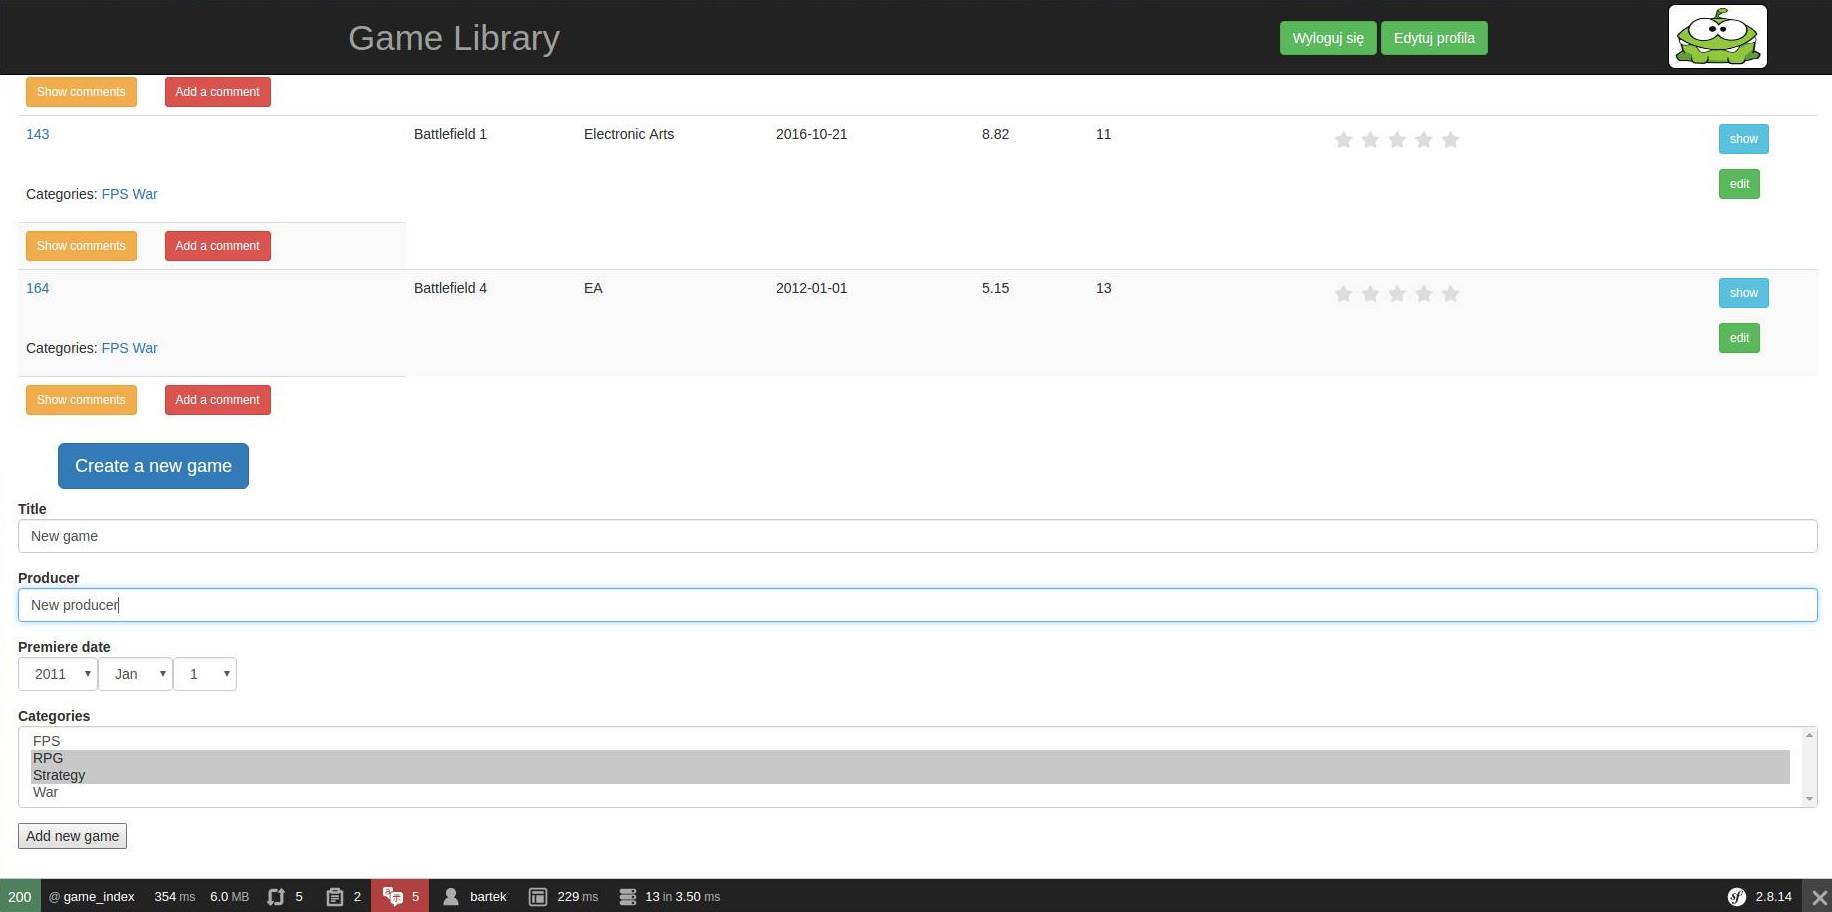 Game Library Wyloguj się Edytuj profila
Show comments Add a comment
143 Battlefield 1 Electronic Arts 2016-10-21 8.82 11 show
edit
Categories: FPS War
Show comments Add a comment
164 Battlefield 4 EA 2012-01-01 5.15 13 show
edit
Categories: FPS War
Show comments Add a comment
Create a new game
Title
New game
Producer
New producer
Premiere date
2011 Jan 1
Categories
FPS
RPG
Strategy
War
Add new game
200 @ game_index 354 ms 6.0 MB 5 2 5 bartek 229 ms 13 in 3.50 ms 2.8.14